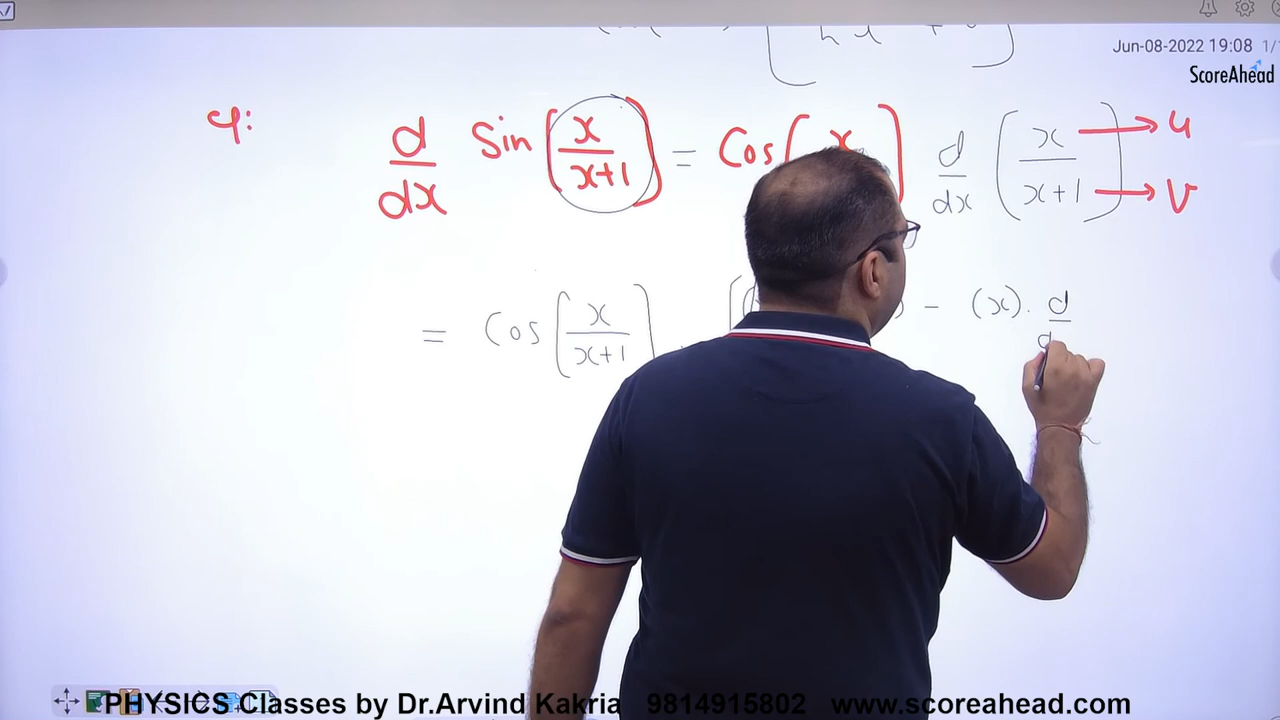 Jun-08-2022 19:08 1/
ScoreAhead
4:
d/dx Sin [x/(x+1)] = Cos( x ) d/dx (x/(x+1)) → u → v
= Cos [x/(x+1)] . [( - (x). d/d
PHYSICS Classes by Dr.Arvind Kakria 9814915802 www.scoreahead.com